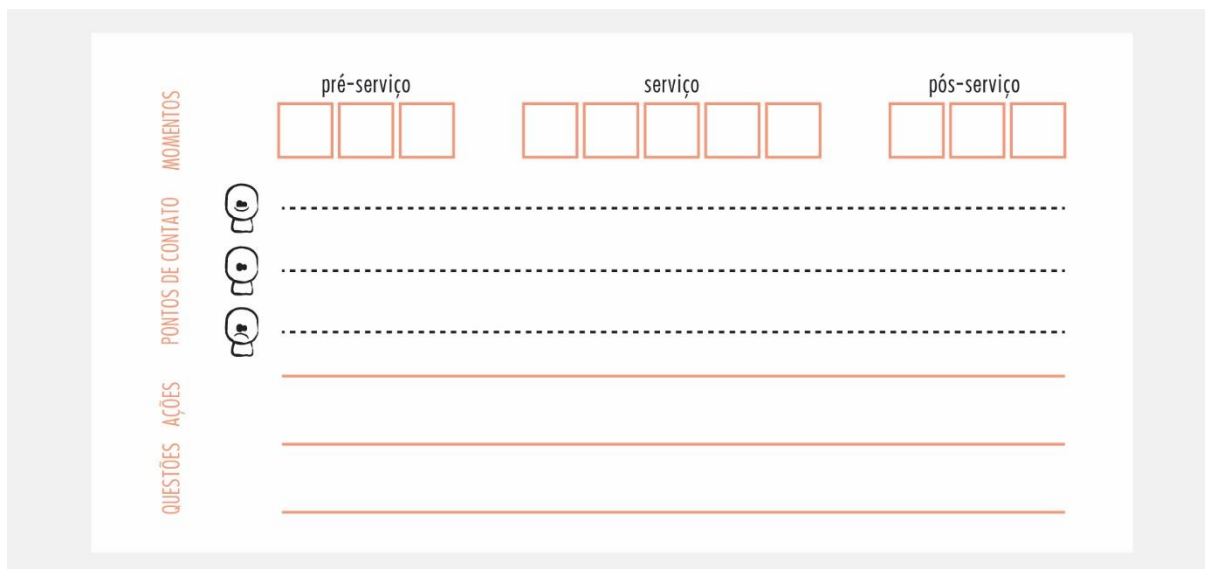 pré-serviço
serviço
pós-serviço
MOMENTOS
PONTOS DE CONTATO
AÇÕES
QUESTÕES